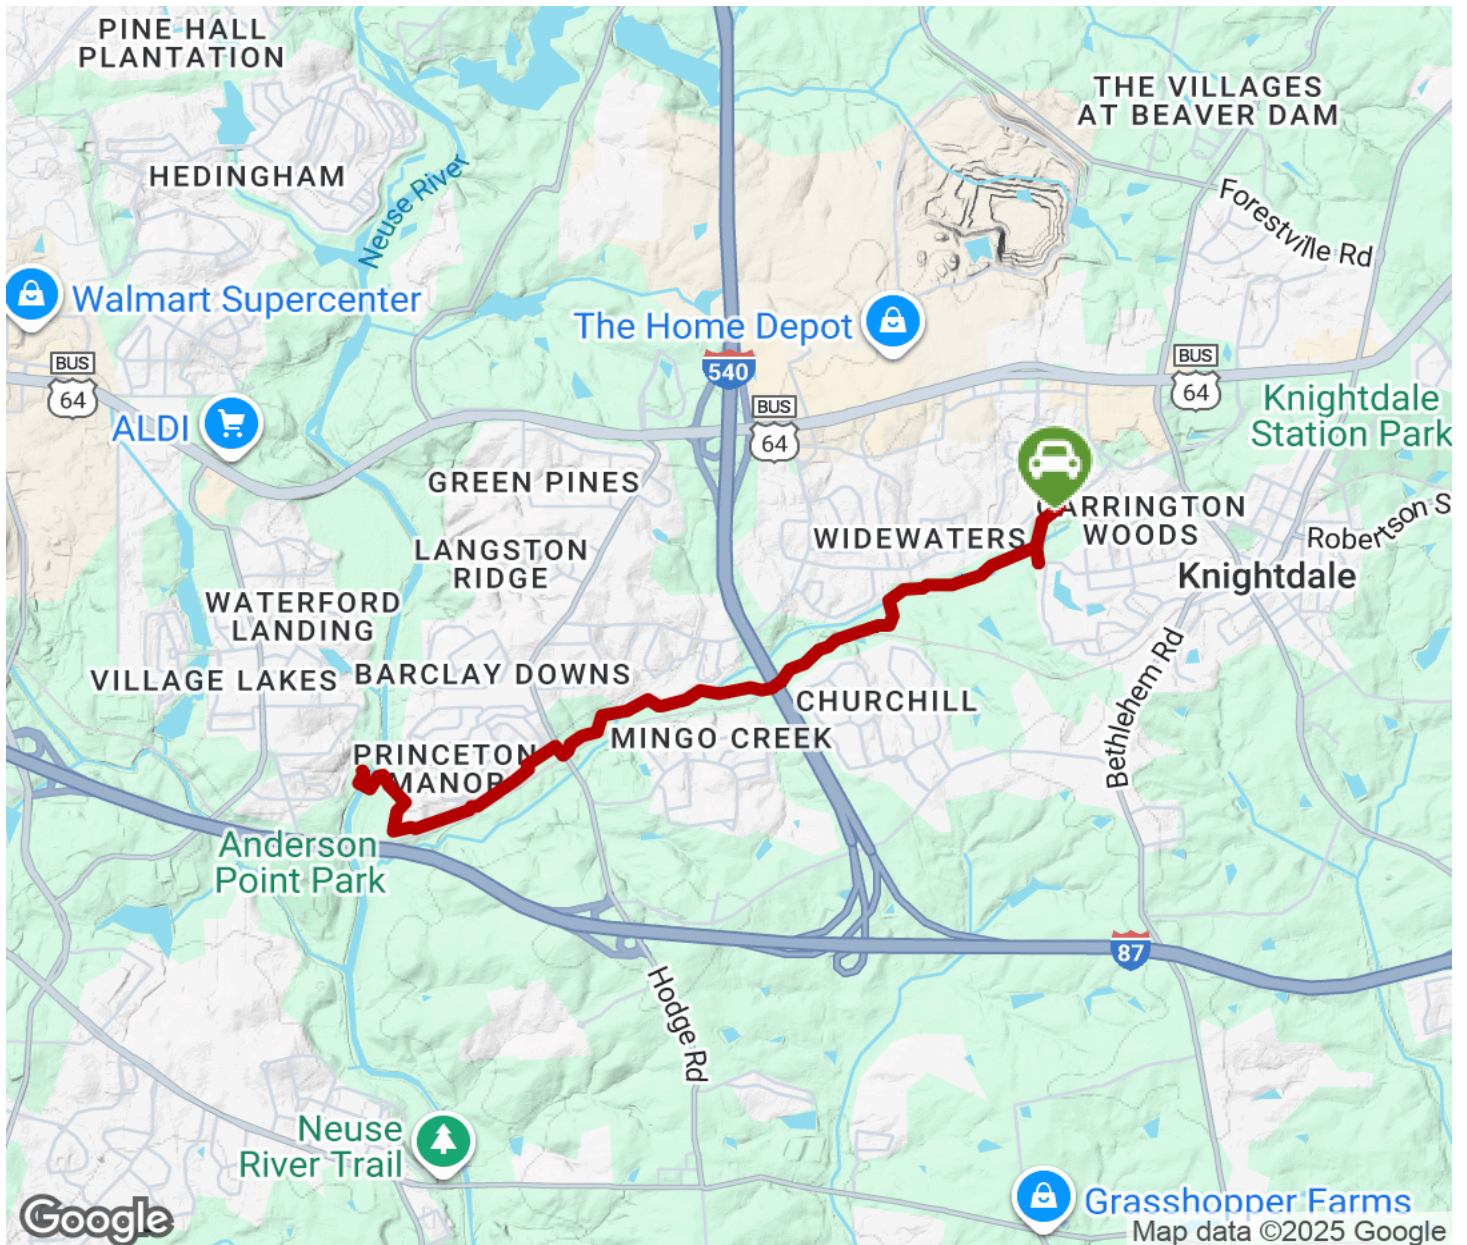 PINE HALL
PLANTATION
THE VILLAGES
AT BEAVER DAM
HEDINGHAM
Neuse River
Forestville Rd
Walmart Supercenter
The Home Depot
BUS
64
540
BUS
64
Knightdale
Station Park
ALDI
BUS
64
GREEN PINES
CARRINGTON
WOODS
Robertson S
WIDEWATERS
LANGSTON
RIDGE
Knightdale
WATERFORD
LANDING
VILLAGE LAKES
BARCLAY DOWNS
CHURCHILL
Bethlehem Rd
MINGO CREEK
PRINCETON
MANOR
Anderson
Point Park
87
Hodge Rd
Neuse
River Trail
Grasshopper Farms
Google
Map data ©2025 Google